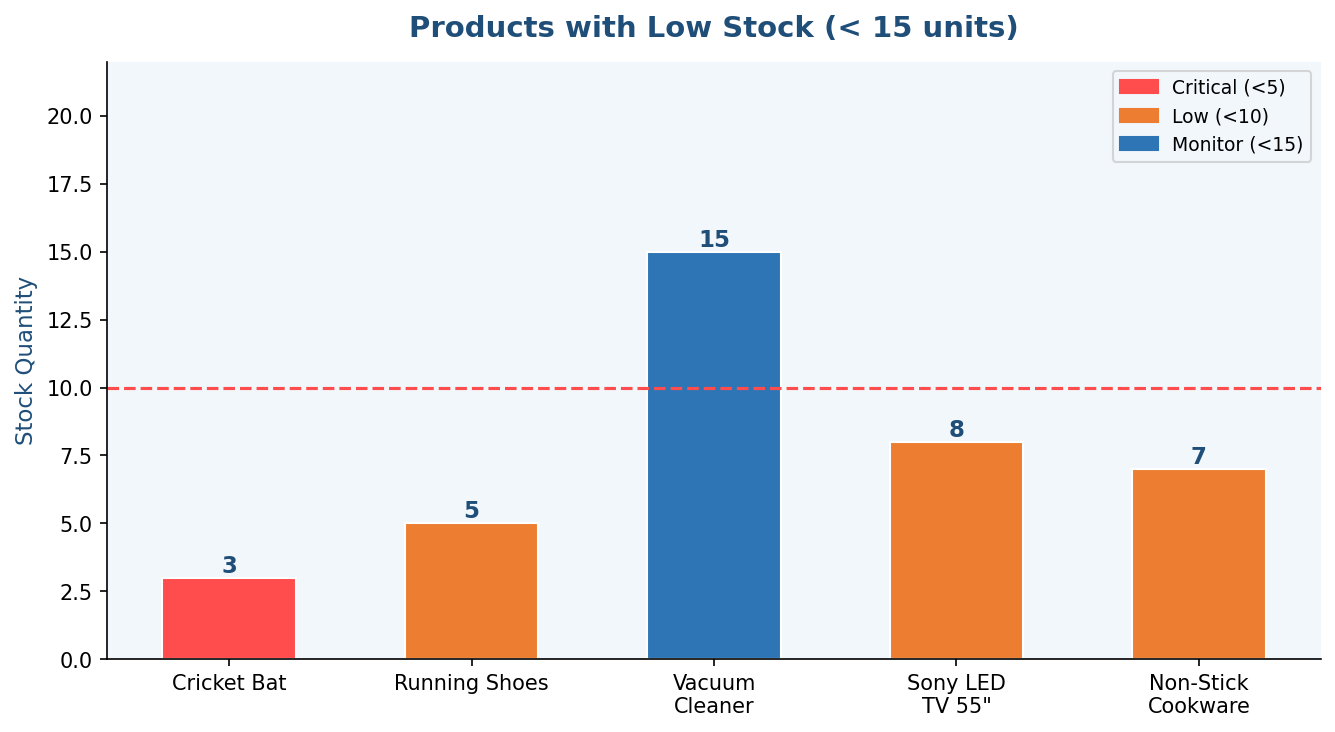 Products with Low Stock (< 15 units)
Critical (<5)
Low (<10)
Monitor (<15)
Stock Quantity
20.0
17.5
15.0
12.5
10.0
7.5
5.0
2.5
0.0
3
5
15
8
7
Cricket Bat
Running Shoes
Vacuum
Cleaner
Sony LED
TV 55"
Non-Stick
Cookware